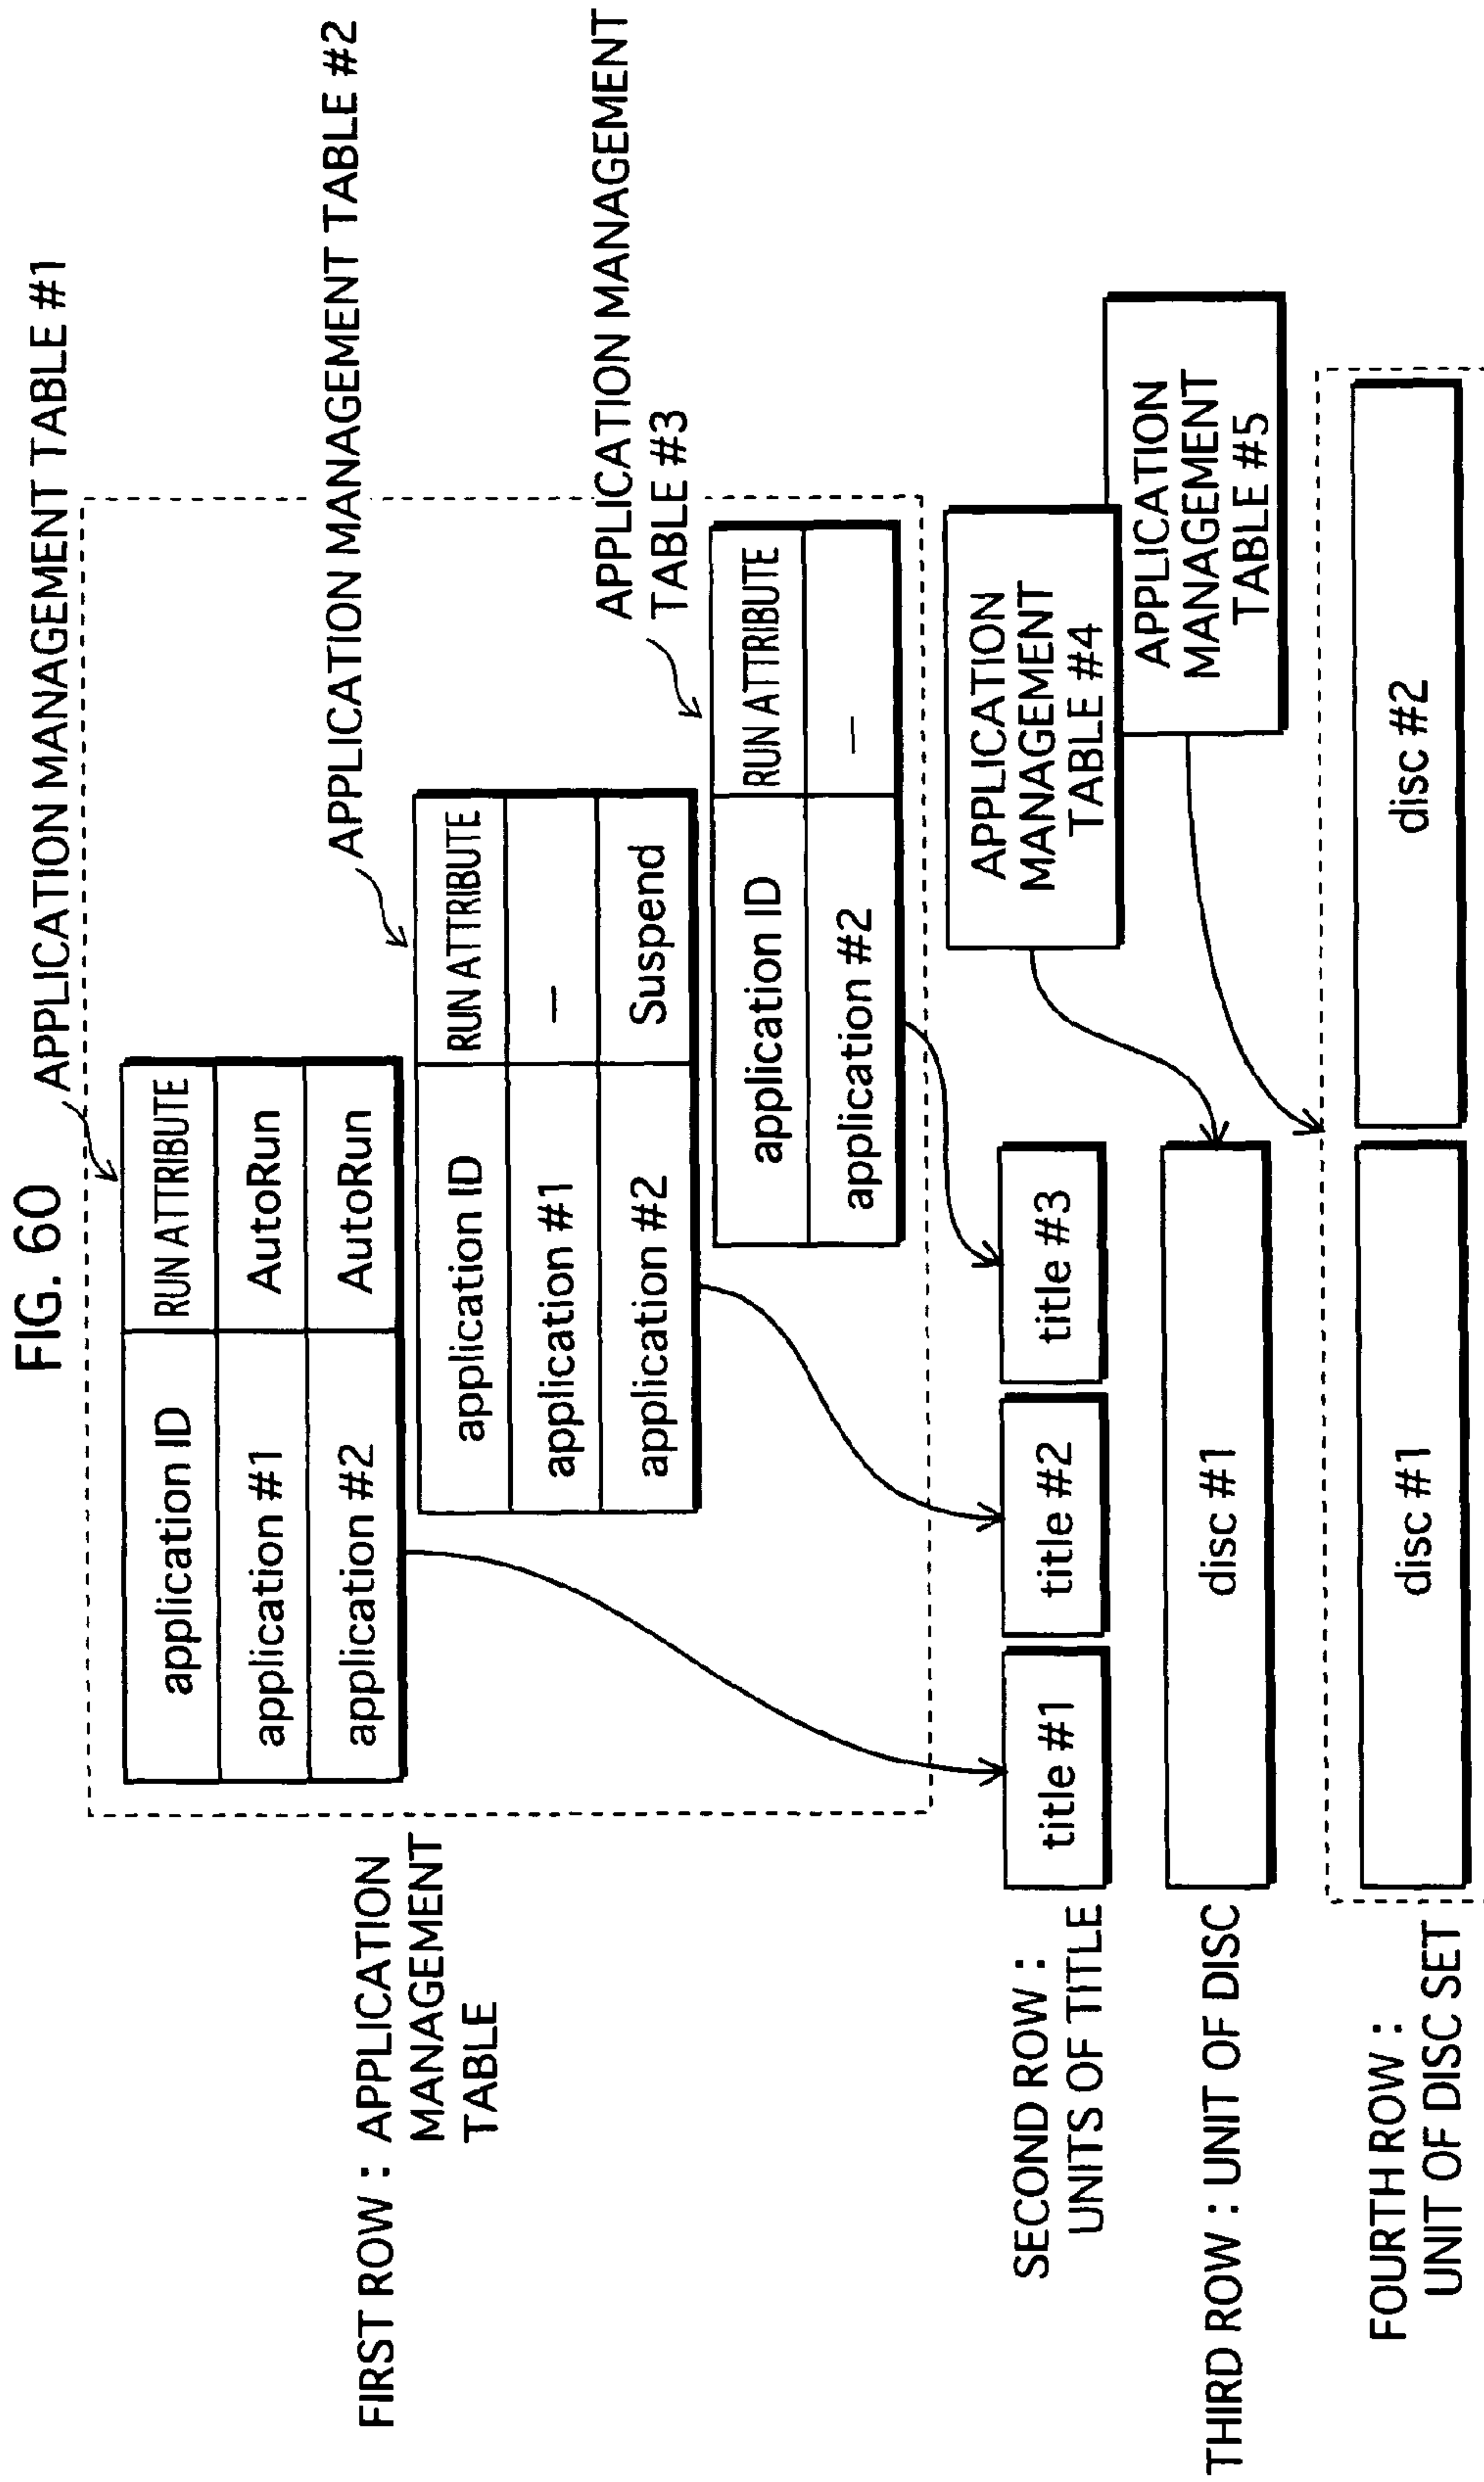 FIG. 60
APPLICATION MANAGEMENT TABLE #1
APPLICATION MANAGEMENT TABLE #2
APPLICATION MANAGEMENT
TABLE #3
FIRST ROW : APPLICATION
MANAGEMENT
TABLE
application ID RUN ATTRIBUTE
application #1 AutoRun
application #2 AutoRun
application ID RUN ATTRIBUTE
application #1 —
application #2 Suspend
application ID RUN ATTRIBUTE
application #2 —
APPLICATION
MANAGEMENT
TABLE #4
APPLICATION
MANAGEMENT
TABLE #5
SECOND ROW :
UNITS OF TITLE
title #1 title #2 title #3
THIRD ROW : UNIT OF DISC
disc #1
FOURTH ROW :
UNIT OF DISC SET
disc #1 disc #2